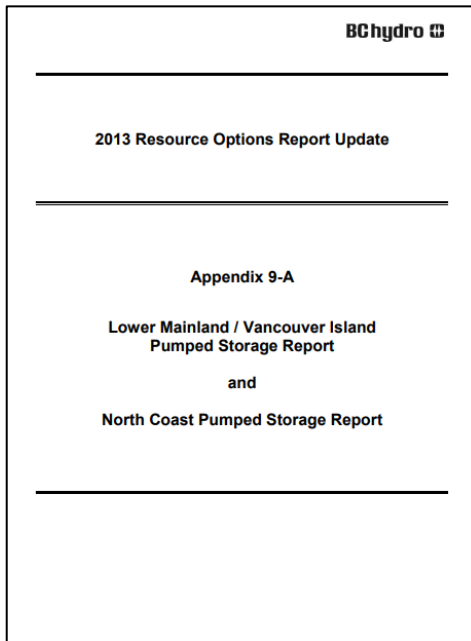 BChydro
2013 Resource Options Report Update
Appendix 9-A
Lower Mainland / Vancouver Island
Pumped Storage Report
and
North Coast Pumped Storage Report